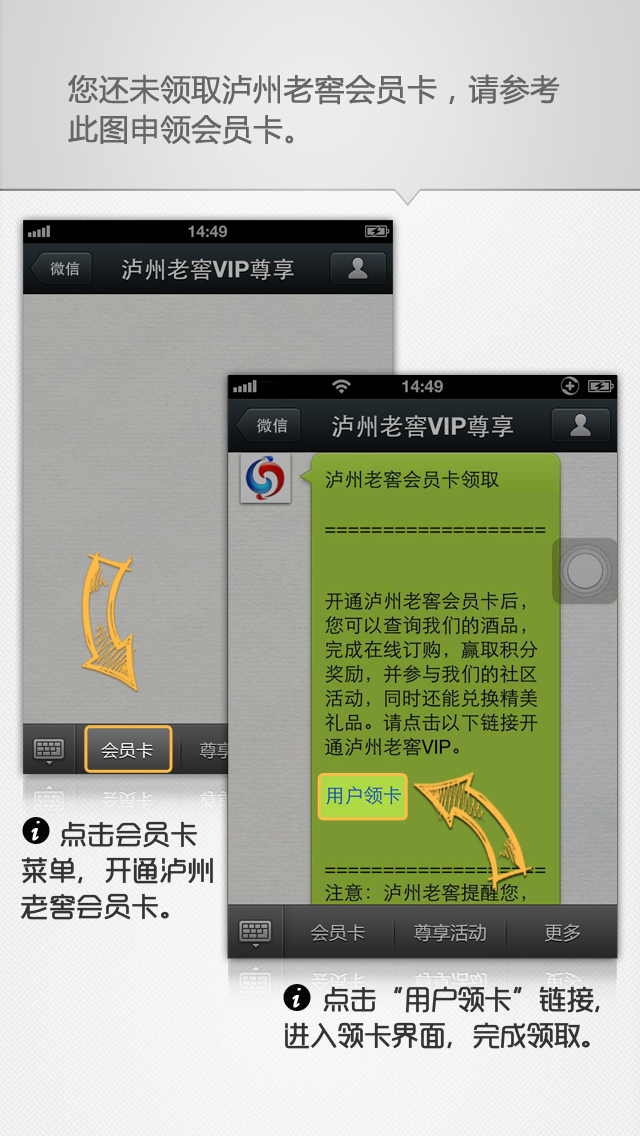 您还未领取泸州老窖会员卡，请参考
此图申领会员卡。
14:49
微信
泸州老窖VIP尊享
会员卡
尊享
14:49
微信
泸州老窖VIP尊享
泸州老窖会员卡领取
===================
开通泸州老窖会员卡后，
您可以查询我们的酒品，
完成在线订购，赢取积分
奖励，并参与我们的社区
活动，同时还能兑换精美
礼品。请点击以下链接开
通泸州老窖VIP。
用户领卡
===================
注意：泸州老窖提醒您，
会员卡
尊享活动
更多
点击会员卡
菜单，开通泸州
老窖会员卡。
点击“用户领卡”链接，
进入领卡界面，完成领取。